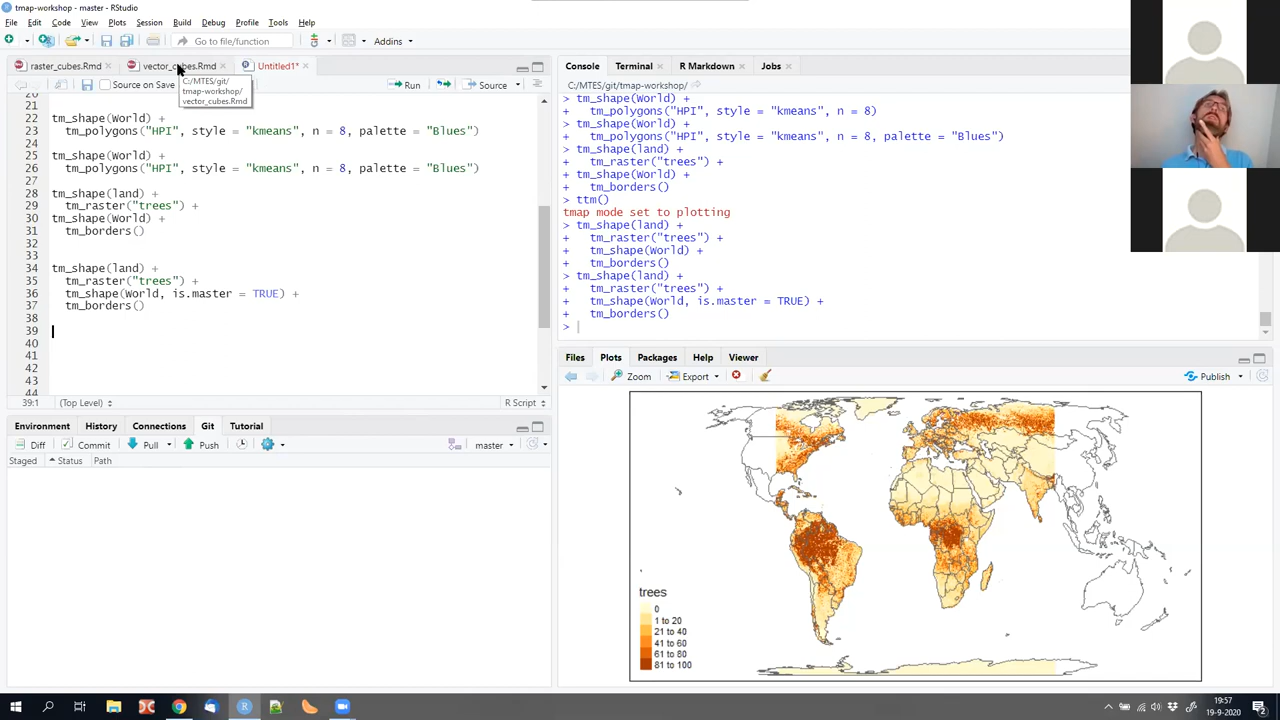 tmap-workshop - master - RStudio
File Edit Code View Plots Session Build Debug Profile Tools Help
Go to file/function
Addins
raster_cubes.Rmd
vector_cubes.Rmd
Untitled1*
Source on Save
Run
Source
C:/MTES/git/
tmap-workshop/
vector_cubes.Rmd
20
21
22 tm_shape(World) +
23 tm_polygons("HPI", style = "kmeans", n = 8, palette = "Blues")
24
25 tm_shape(World) +
26 tm_polygons("HPI", style = "kmeans", n = 8, palette = "Blues")
27
28 tm_shape(land) +
29 tm_raster("trees") +
30 tm_shape(World) +
31 tm_borders()
32
33
34 tm_shape(land) +
35 tm_raster("trees") +
36 tm_shape(World, is.master = TRUE) +
37 tm_borders()
38
39
40
41
42
43
44
39:1 (Top Level) R Script
Environment History Connections Git Tutorial
Diff Commit Pull Push master
Staged Status Path
Console Terminal R Markdown Jobs
C:/MTES/git/tmap-workshop/
> tm_shape(World) +
+ tm_polygons("HPI", style = "kmeans", n = 8)
> tm_shape(World) +
+ tm_polygons("HPI", style = "kmeans", n = 8, palette = "Blues")
> tm_shape(land) +
+ tm_raster("trees") +
+ tm_shape(World) +
+ tm_borders()
> ttm()
tmap mode set to plotting
> tm_shape(land) +
+ tm_raster("trees") +
+ tm_shape(World) +
+ tm_borders()
> tm_shape(land) +
+ tm_raster("trees") +
+ tm_shape(World, is.master = TRUE) +
+ tm_borders()
>
Files Plots Packages Help Viewer
Zoom Export Publish
trees
0
1 to 20
21 to 40
41 to 60
61 to 80
81 to 100
19:57
19-9-2020
2